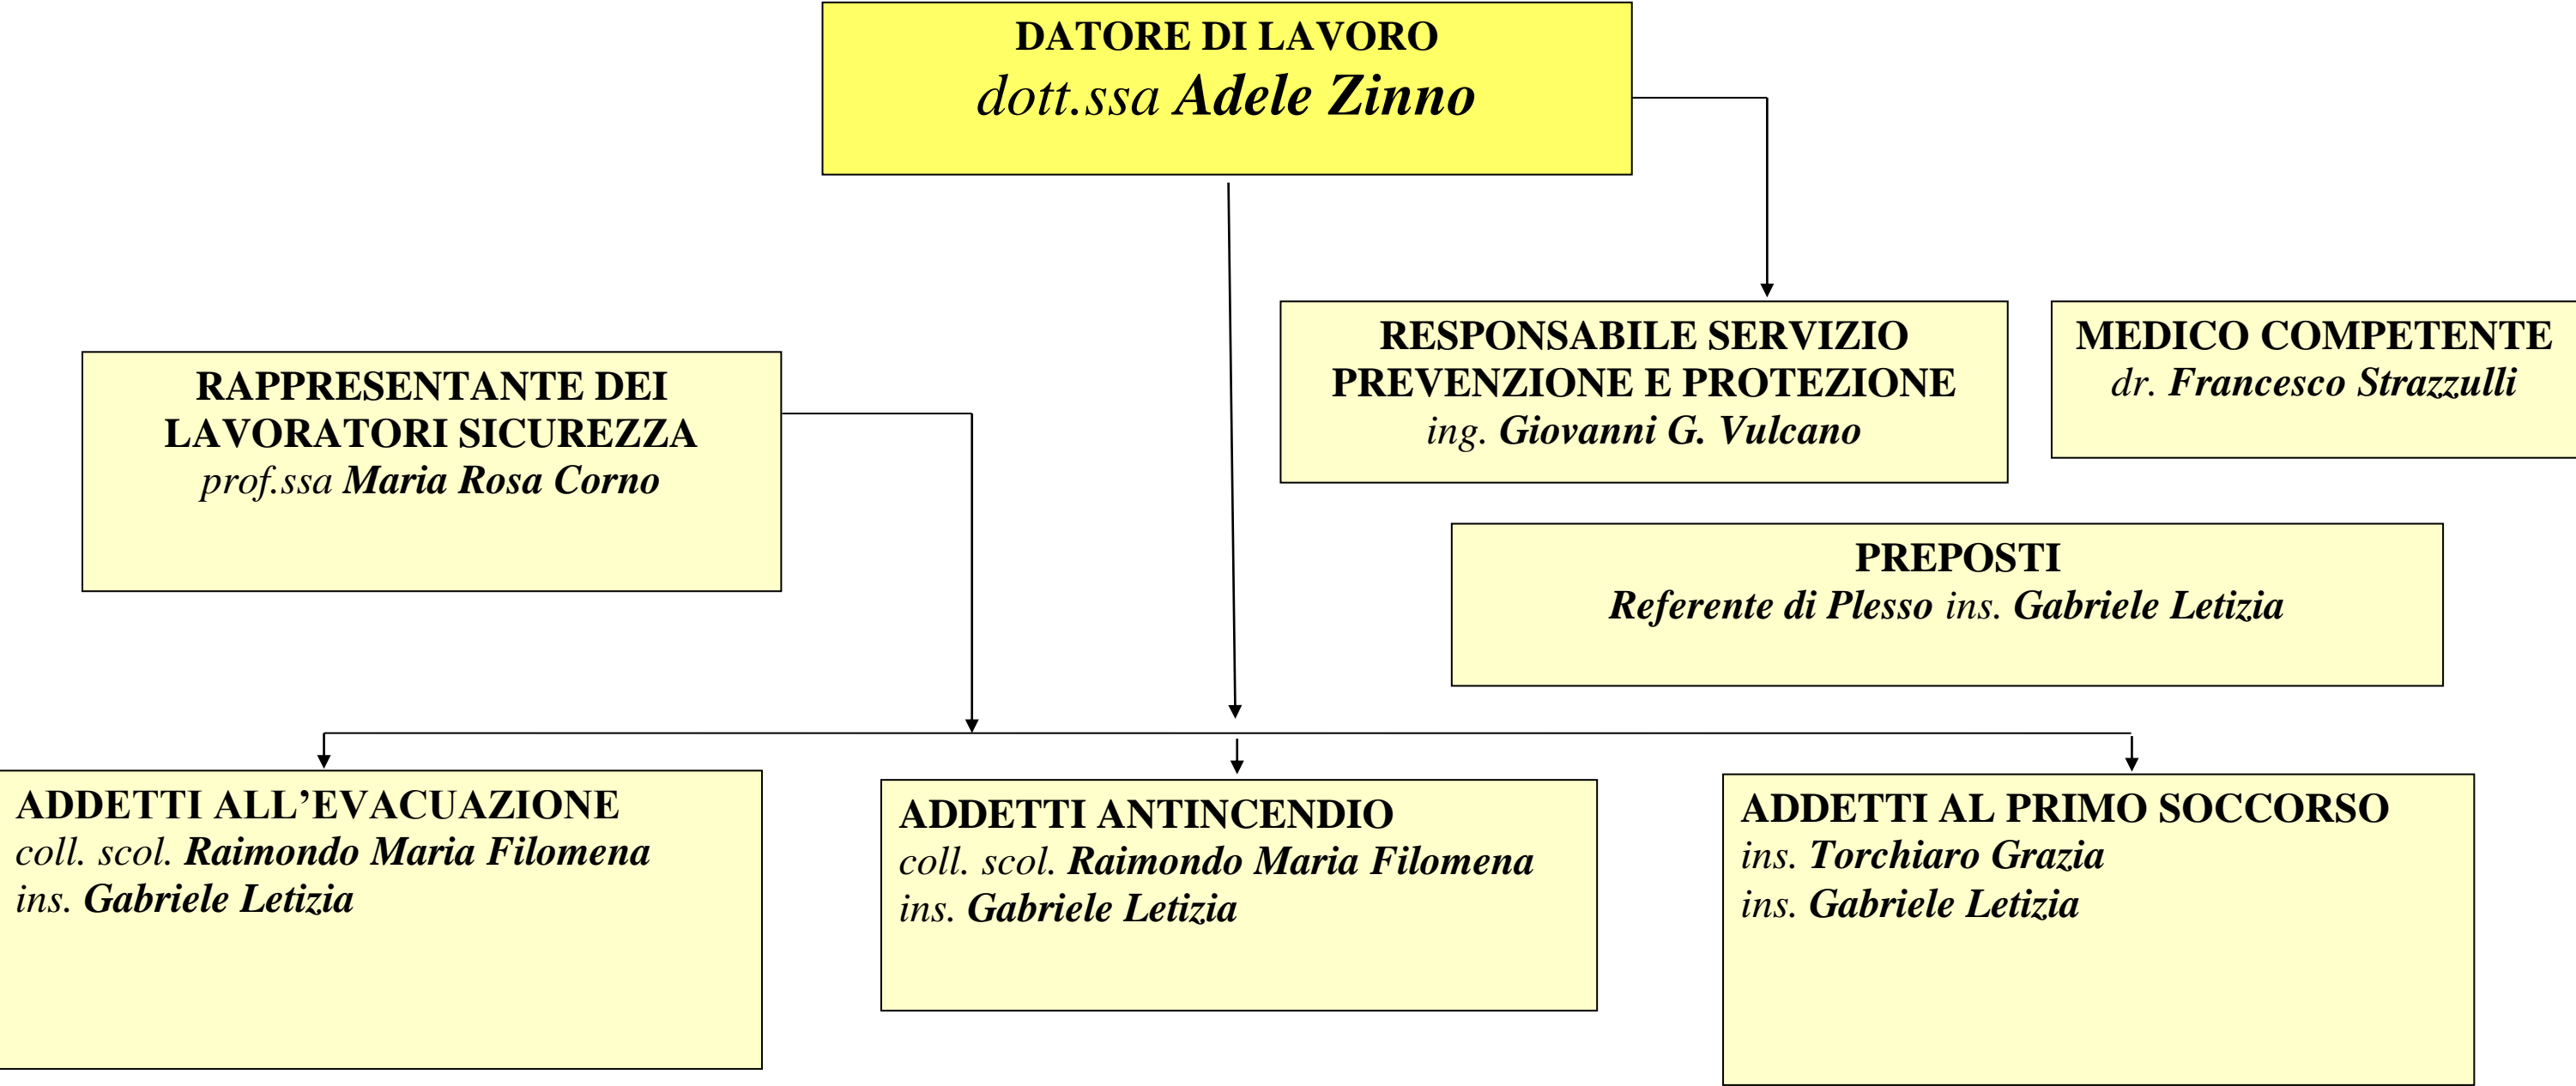 DATORE DI LAVORO
dott.ssa Adele Zinno
RESPONSABILE SERVIZIO
PREVENZIONE E PROTEZIONE
ing. Giovanni G. Vulcano
MEDICO COMPETENTE
dr. Francesco Strazzulli
RAPPRESENTANTE DEI
LAVORATORI SICUREZZA
prof.ssa Maria Rosa Corno
PREPOSTI
Referente di Plesso ins. Gabriele Letizia
ADDETTI ALL’EVACUAZIONE
coll. scol. Raimondo Maria Filomena
ins. Gabriele Letizia
ADDETTI ANTINCENDIO
coll. scol. Raimondo Maria Filomena
ins. Gabriele Letizia
ADDETTI AL PRIMO SOCCORSO
ins. Torchiaro Grazia
ins. Gabriele Letizia